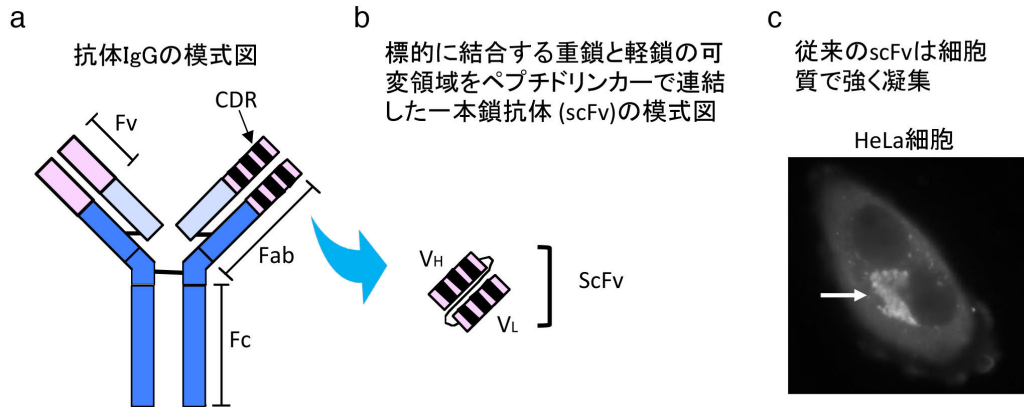 a
抗体IgGの模式図
Fv
CDR
Fab
Fc
b
標的に結合する重鎖と軽鎖の可
変領域をペプチドリンカーで連結
した一本鎖抗体 (scFv)の模式図
VH
VL
ScFv
c
従来のscFvは細胞
質で強く凝集
HeLa細胞